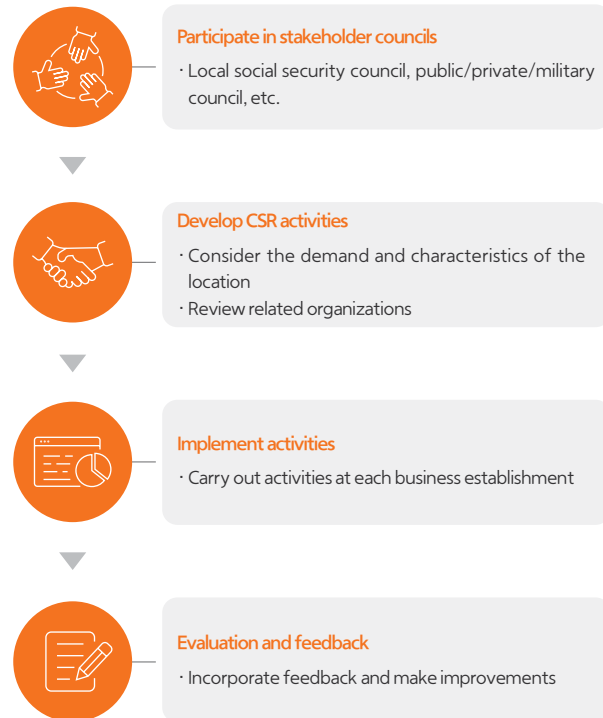 Participate in stakeholder councils
· Local social security council, public/private/military
council, etc.
Develop CSR activities
· Consider the demand and characteristics of the
location
· Review related organizations
Implement activities
· Carry out activities at each business establishment
Evaluation and feedback
· Incorporate feedback and make improvements